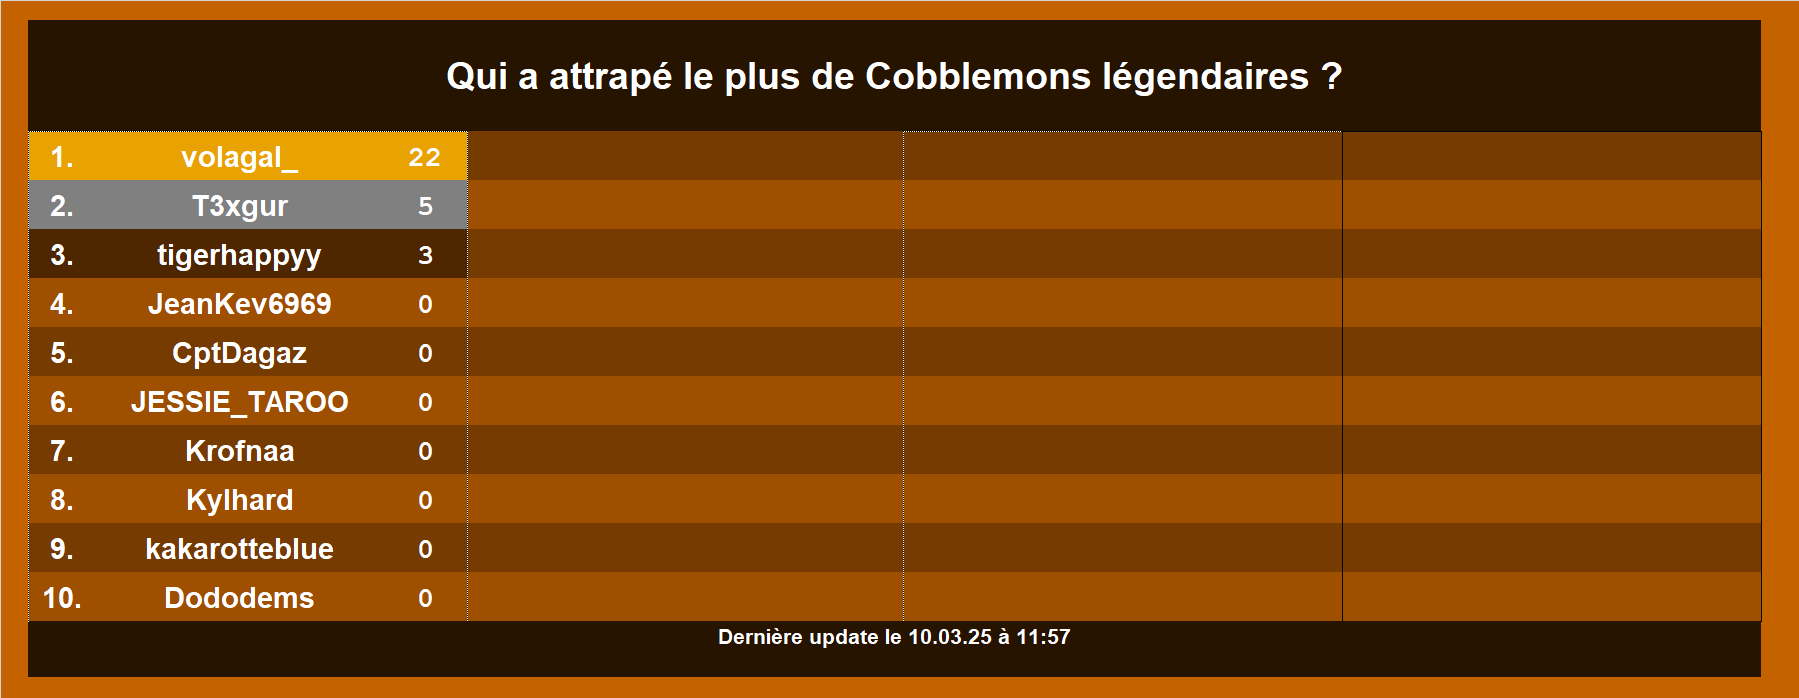 Qui a attrapé le plus de Cobblemons légendaires ?
1. volagal_ 22
2. T3xgur 5
3. tigerhappyy 3
4. JeanKev6969 0
5. CptDagaz 0
6. JESSIE_TAROO 0
7. Krofnaa 0
8. Kylhard 0
9. kakarotteblue 0
10. Dododems 0
Dernière update le 10.03.25 à 11:57